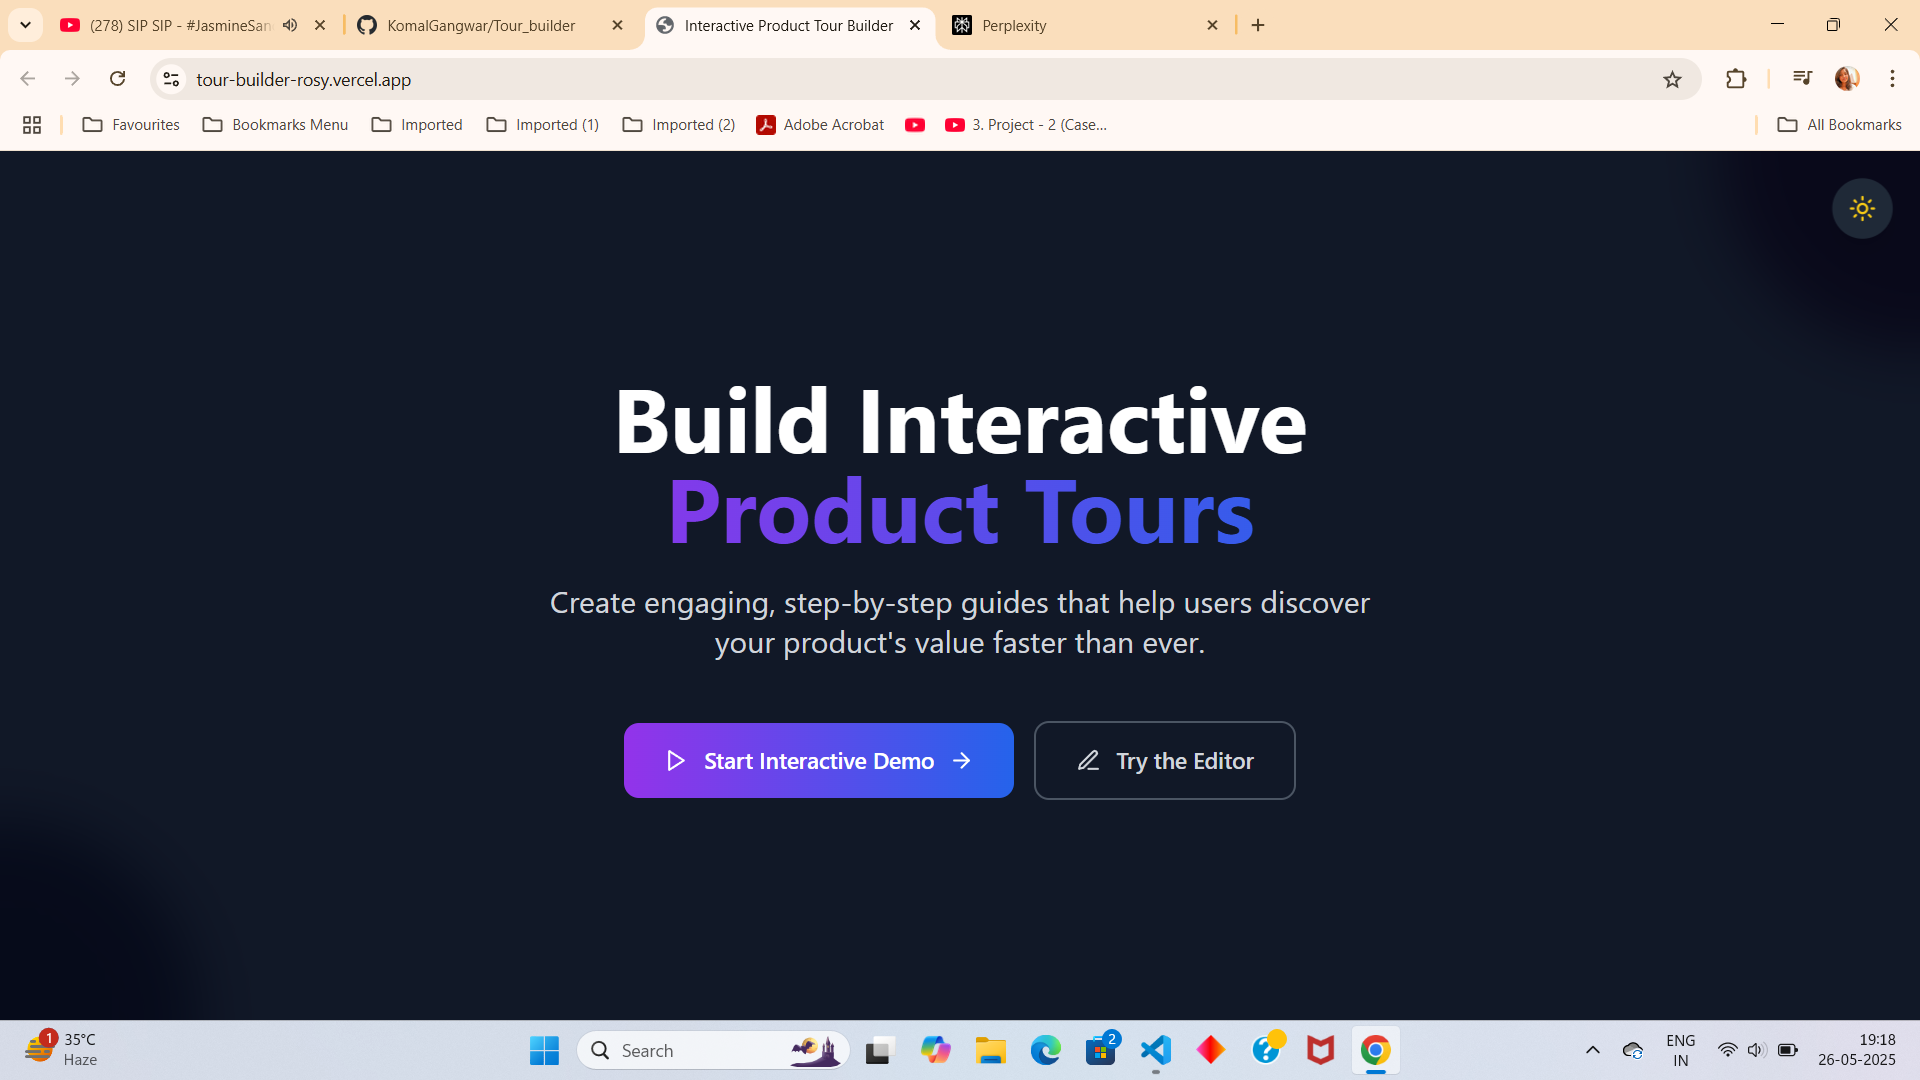 (278) SIP SIP - #JasmineSan
KomalGangwar/Tour_builder
Interactive Product Tour Builder
Perplexity
tour-builder-rosy.vercel.app
Favourites
Bookmarks Menu
Imported
Imported (1)
Imported (2)
Adobe Acrobat
3. Project - 2 (Case...
All Bookmarks
Build Interactive
Product Tours
Create engaging, step-by-step guides that help users discover
your product's value faster than ever.
Start Interactive Demo
Try the Editor
1
35°C
Haze
Search
2
ENG
IN
19:18
26-05-2025